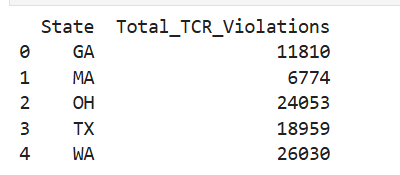 State Total_TCR_Violations
0 GA 11810
1 MA 6774
2 OH 24053
3 TX 18959
4 WA 26030